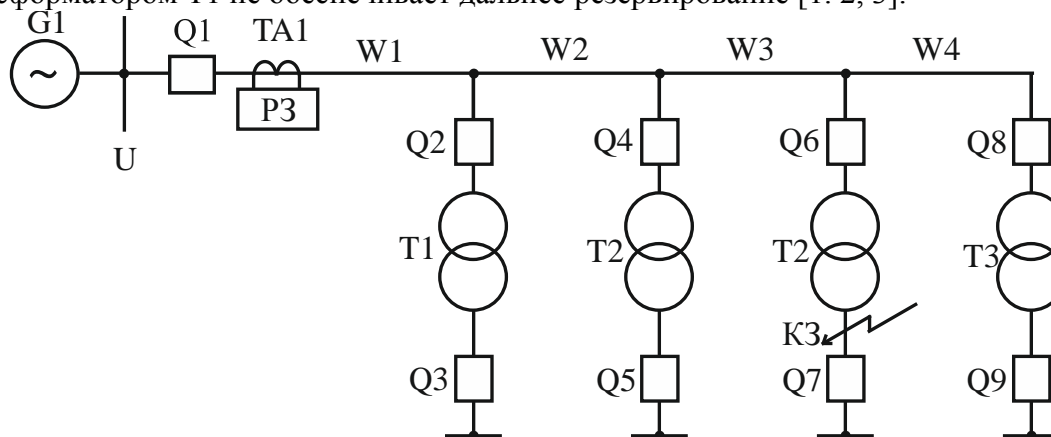 сформатором Т1 не обеспечивает дальнее резервирование [1. 2, 3].
G1 Q1 TA1 W1 W2 W3 W4
~
РЗ
U
Q2 Q4 Q6 Q8
T1 T2 T2 T3
КЗ
Q3 Q5 Q7 Q9